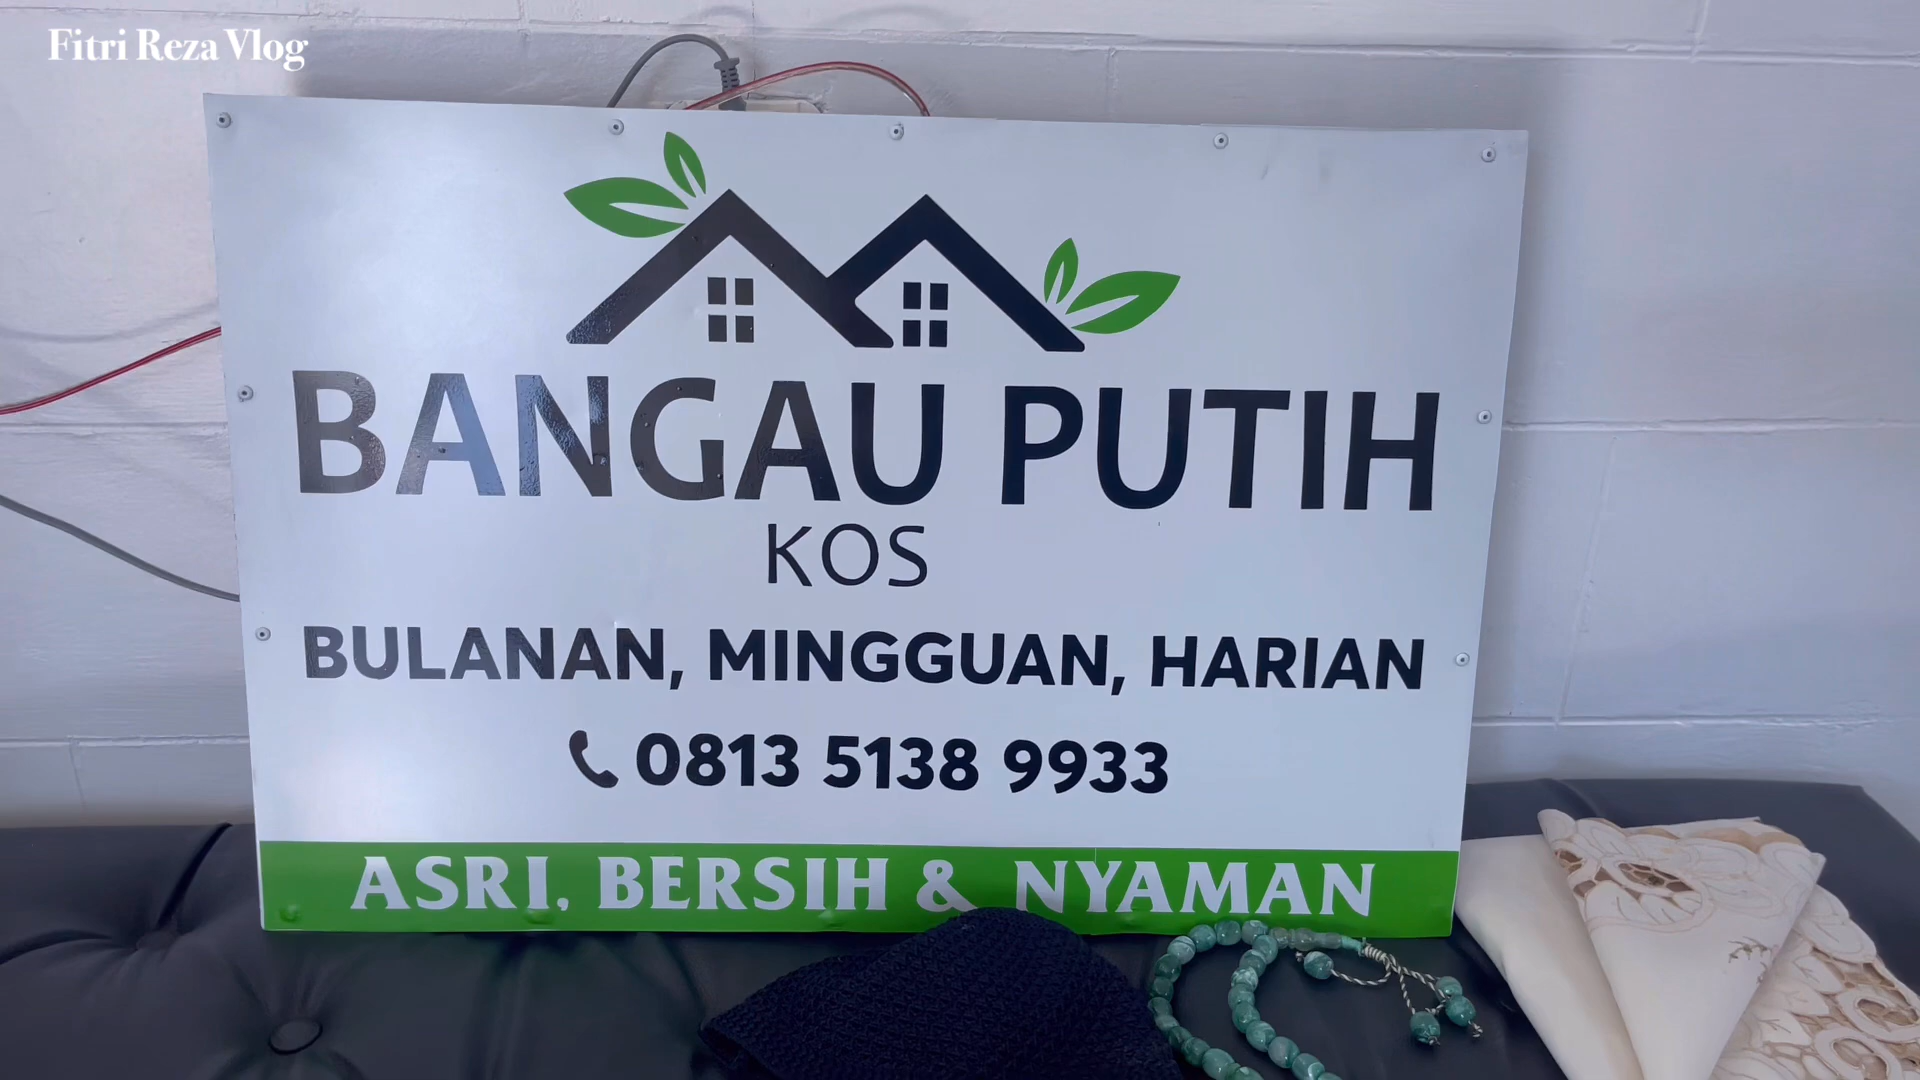 Fitri Reza Vlog
BANGAU PUTIH
KOS
BULANAN, MINGGUAN, HARIAN
0813 5138 9933
ASRI, BERSIH & NYAMAN